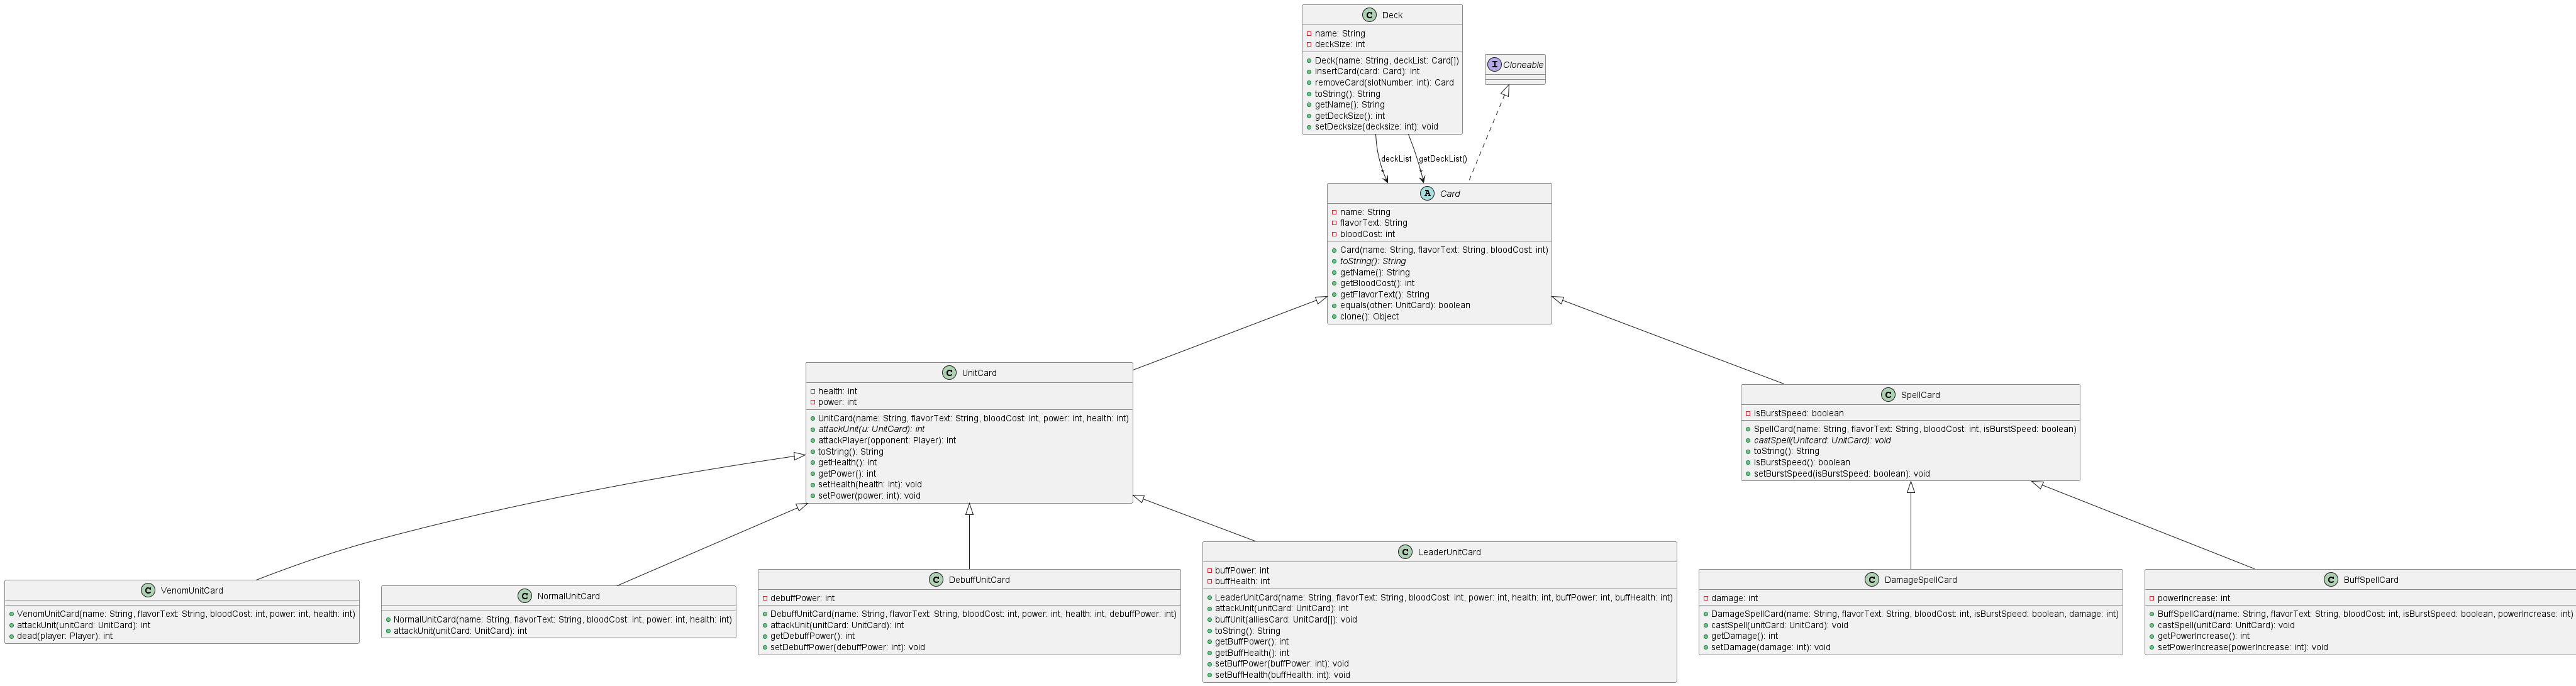 C Deck
name: String
deckSize: int
Deck(name: String, deckList: Card[])
insertCard(card: Card): int
removeCard(slotNumber: int): Card
toString(): String
getName(): String
getDeckSize(): int
setDecksize(decksize: int): void
I Cloneable
deckList
getDeckList()
A Card
name: String
flavorText: String
bloodCost: int
Card(name: String, flavorText: String, bloodCost: int)
toString(): String
getName(): String
getBloodCost(): int
getFlavorText(): String
equals(other: UnitCard): boolean
clone(): Object
C UnitCard
health: int
power: int
UnitCard(name: String, flavorText: String, bloodCost: int, power: int, health: int)
attackUnit(u: UnitCard): int
attackPlayer(opponent: Player): int
toString(): String
getHealth(): int
getPower(): int
setHealth(health: int): void
setPower(power: int): void
C SpellCard
isBurstSpeed: boolean
SpellCard(name: String, flavorText: String, bloodCost: int, isBurstSpeed: boolean)
castSpell(Unitcard: UnitCard): void
toString(): String
isBurstSpeed(): boolean
setBurstSpeed(isBurstSpeed: boolean): void
C VenomUnitCard
VenomUnitCard(name: String, flavorText: String, bloodCost: int, power: int, health: int)
attackUnit(unitCard: UnitCard): int
dead(player: Player): int
C NormalUnitCard
NormalUnitCard(name: String, flavorText: String, bloodCost: int, power: int, health: int)
attackUnit(unitCard: UnitCard): int
C DebuffUnitCard
debuffPower: int
DebuffUnitCard(name: String, flavorText: String, bloodCost: int, power: int, health: int, debuffPower: int)
attackUnit(unitCard: UnitCard): int
getDebuffPower(): int
setDebuffPower(debuffPower: int): void
C LeaderUnitCard
buffPower: int
buffHealth: int
LeaderUnitCard(name: String, flavorText: String, bloodCost: int, power: int, health: int, buffPower: int, buffHealth: int)
attackUnit(unitCard: UnitCard): int
buffUnit(alliesCard: UnitCard[]): void
toString(): String
getBuffPower(): int
getBuffHealth(): int
setBuffPower(buffPower: int): void
setBuffHealth(buffHealth: int): void
C DamageSpellCard
damage: int
DamageSpellCard(name: String, flavorText: String, bloodCost: int, isBurstSpeed: boolean, damage: int)
castSpell(unitCard: UnitCard): void
getDamage(): int
setDamage(damage: int): void
C BuffSpellCard
powerIncrease: int
BuffSpellCard(name: String, flavorText: String, bloodCost: int, isBurstSpeed: boolean, powerIncrease: int)
castSpell(unitCard: UnitCard): void
getPowerIncrease(): int
setPowerIncrease(powerIncrease: int): void